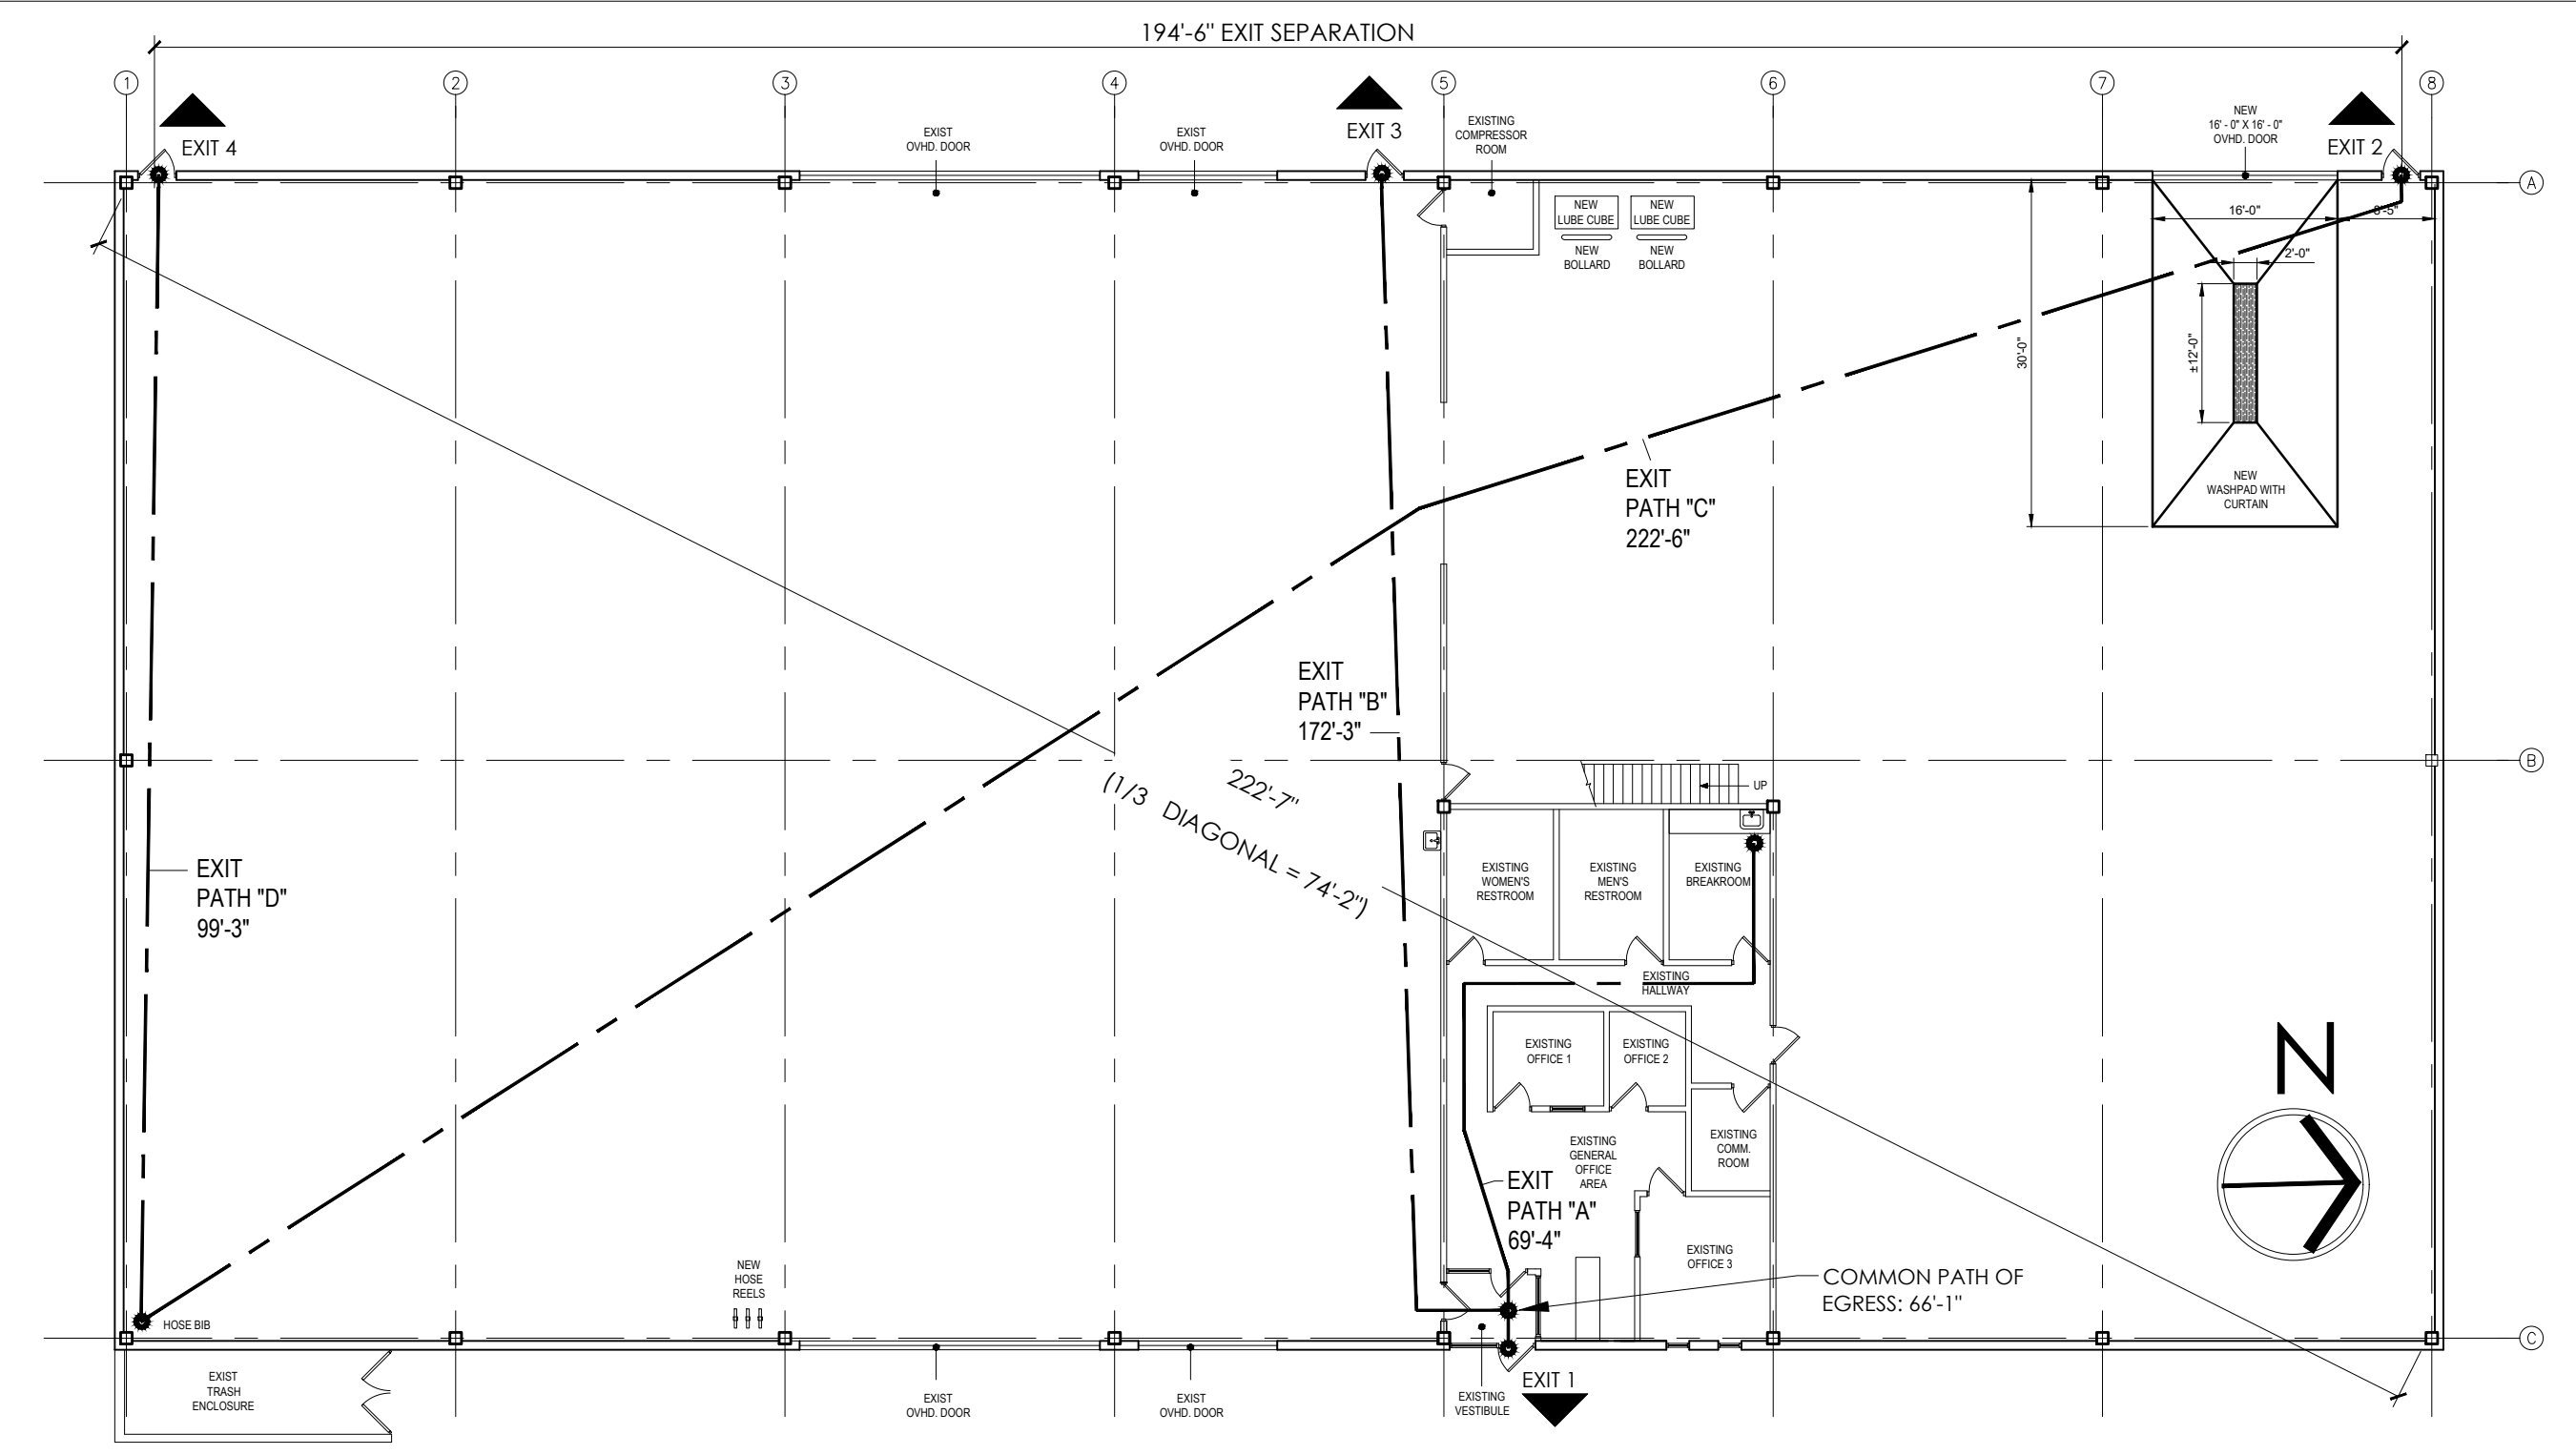 194'-6" EXIT SEPARATION
1
2
3
4
5
6
7
8
EXIT 4
EXIST
OVHD. DOOR
EXIST
OVHD. DOOR
EXIT 3
EXISTING
COMPRESSOR
ROOM
NEW
16' - 0" X 16' - 0"
OVHD. DOOR
EXIT 2
A
NEW
LUBE CUBE
NEW
LUBE CUBE
NEW
BOLLARD
NEW
BOLLARD
16'-0"
8'-5"
2'-0"
30'-0"
±12'-0"
NEW
WASHPAD WITH
CURTAIN
EXIT
PATH "C"
222'-6"
EXIT
PATH "B"
172'-3"
B
222'-7"
(1/3 DIAGONAL = 74'-2")
UP
EXIT
PATH "D"
99'-3"
EXISTING
WOMEN'S
RESTROOM
EXISTING
MEN'S
RESTROOM
EXISTING
BREAKROOM
EXISTING
HALLWAY
EXISTING
OFFICE 1
EXISTING
OFFICE 2
EXISTING
GENERAL
OFFICE
AREA
EXISTING
COMM.
ROOM
EXIT
PATH "A"
69'-4"
EXISTING
OFFICE 3
N
NEW
HOSE
REELS
COMMON PATH OF
EGRESS: 66'-1"
HOSE BIB
C
EXIST
TRASH
ENCLOSURE
EXIST
OVHD. DOOR
EXIST
OVHD. DOOR
EXISTING
VESTIBULE
EXIT 1